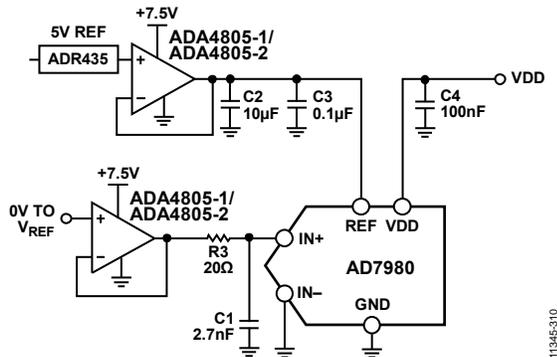 +7.5V
5V REF
ADR435
ADA4805-1/
ADA4805-2
+
–
C2
10µF
C3
0.1µF
C4
100nF
VDD
+7.5V
ADA4805-1/
ADA4805-2
0V TO
VREF
+
–
R3
20Ω
C1
2.7nF
REF
VDD
IN+
AD7980
IN–
GND
11345-310